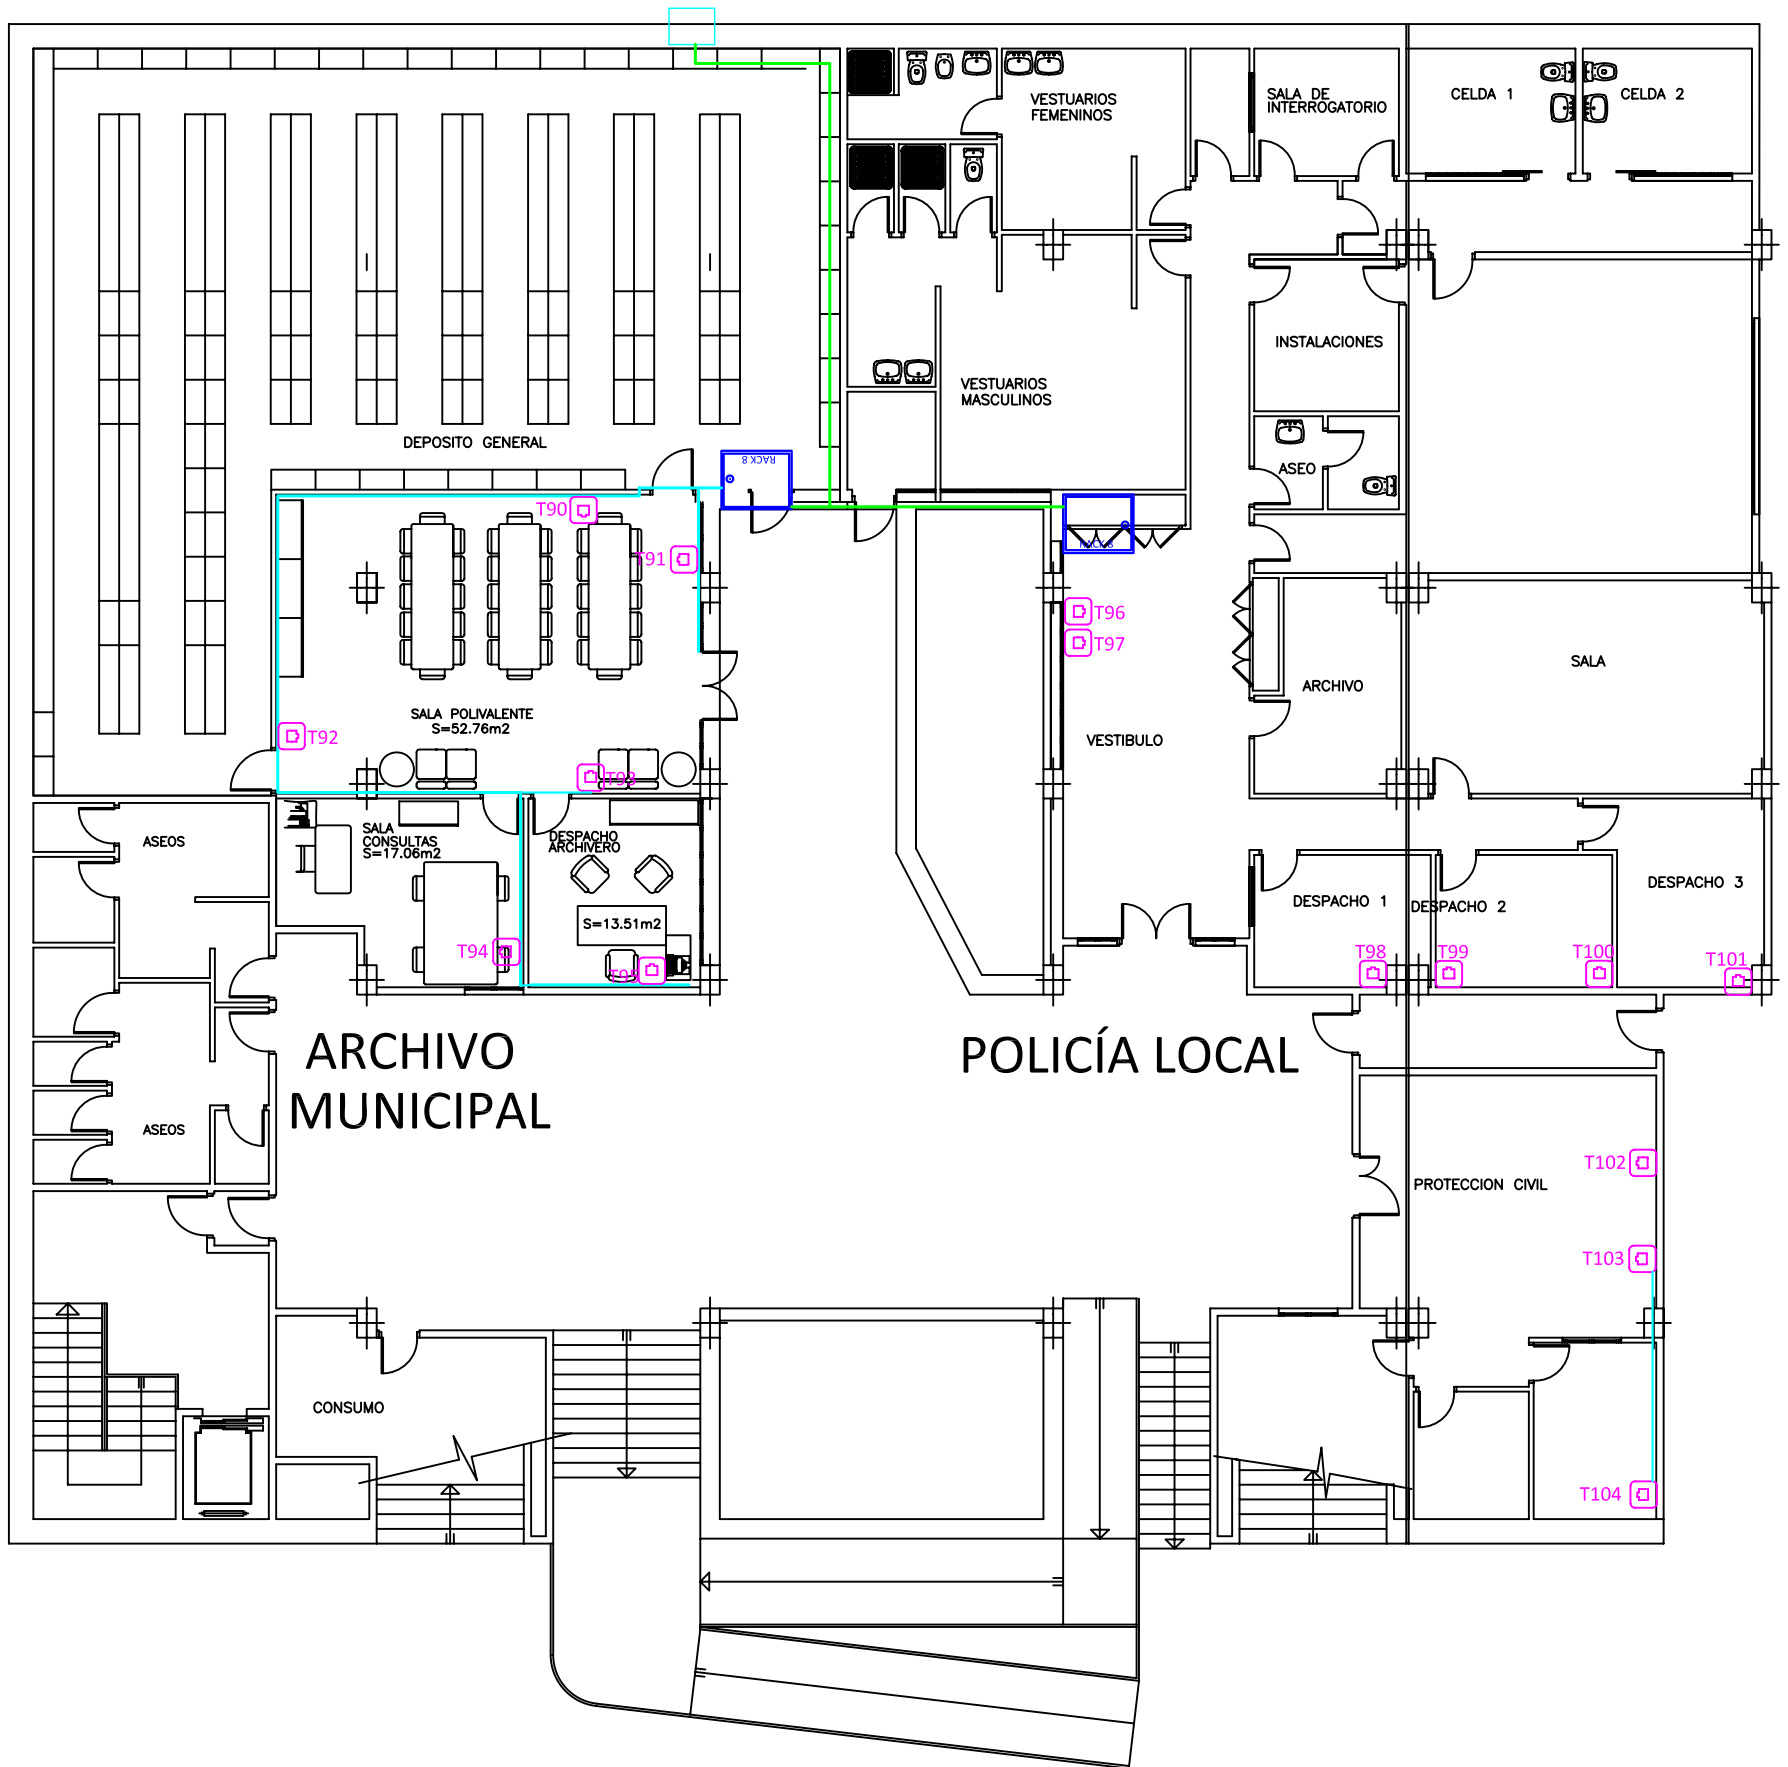 VESTUARIOS
FEMENINOS
SALA DE
INTERROGATORIO
CELDA 1
CELDA 2
INSTALACIONES
VESTUARIOS
MASCULINOS
DEPOSITO GENERAL
RACK 8
ASEO
T90
T91
RACK 8
T96
T97
SALA
ARCHIVO
SALA POLIVALENTE
S=52.76m2
T92
VESTIBULO
T93
ASEOS
SALA
CONSULTAS
S=17.06m2
DESPACHO
ARCHIVERO
DESPACHO 1
DESPACHO 2
DESPACHO 3
S=13.51m2
T94
T95
T98
T99
T100
T101
ARCHIVO
MUNICIPAL
POLICÍA LOCAL
ASEOS
T102
PROTECCION CIVIL
T103
CONSUMO
T104